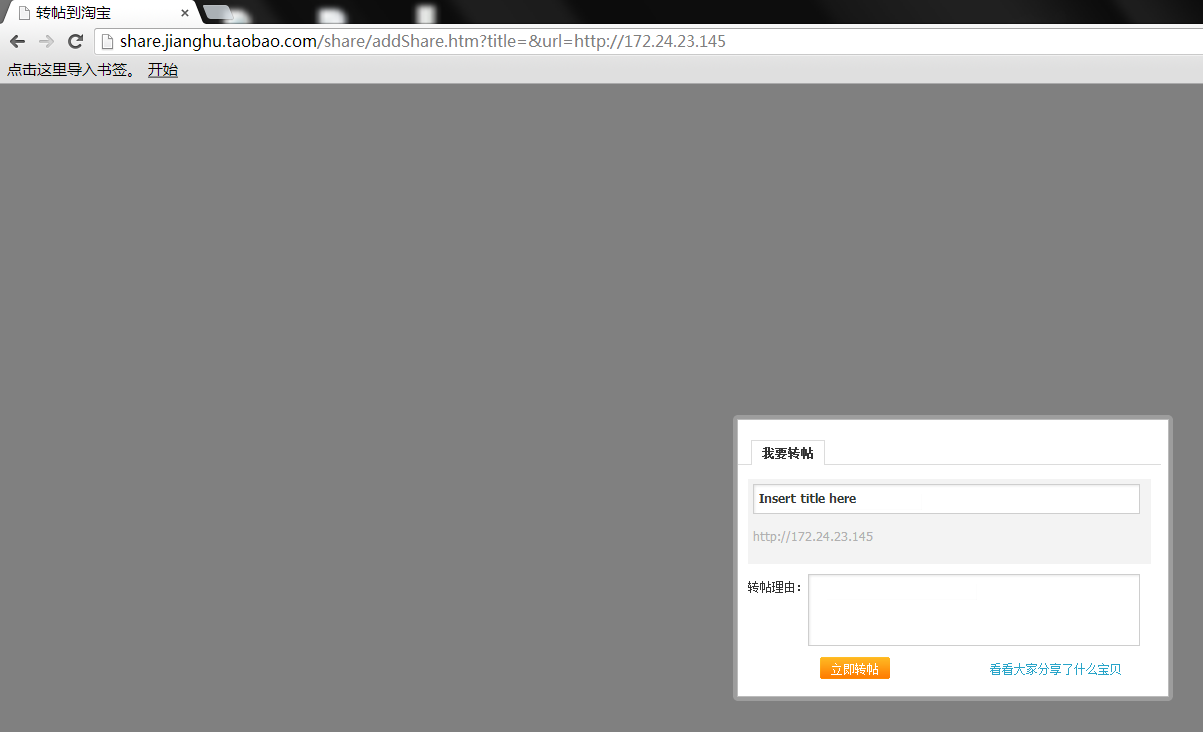 转帖到淘宝
share.jianghu.taobao.com/share/addShare.htm?title=&url=http://172.24.23.145
点击这里导入书签。 开始
我要转帖
Insert title here
http://172.24.23.145
转帖理由：
立即转帖
看看大家分享了什么宝贝